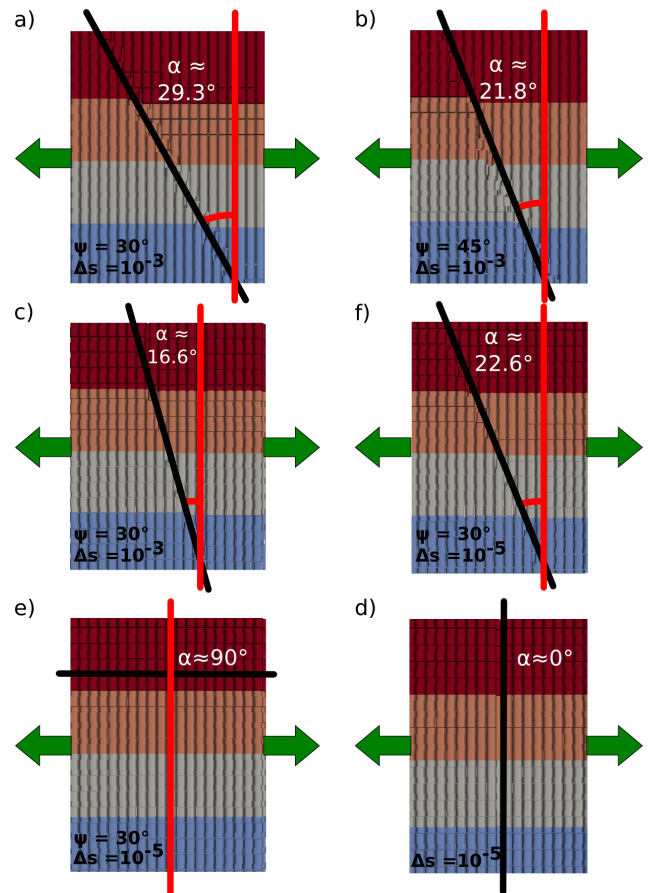 a)
α ≈
29.3°
ψ = 30°
Δs =10⁻³
b)
α ≈
21.8°
ψ = 45°
Δs =10⁻³
c)
α ≈
16.6°
ψ = 30°
Δs =10⁻³
f)
α ≈
22.6°
ψ = 30°
Δs =10⁻⁵
e)
α≈90°
ψ = 30°
Δs =10⁻⁵
d)
α≈0°
Δs =10⁻⁵